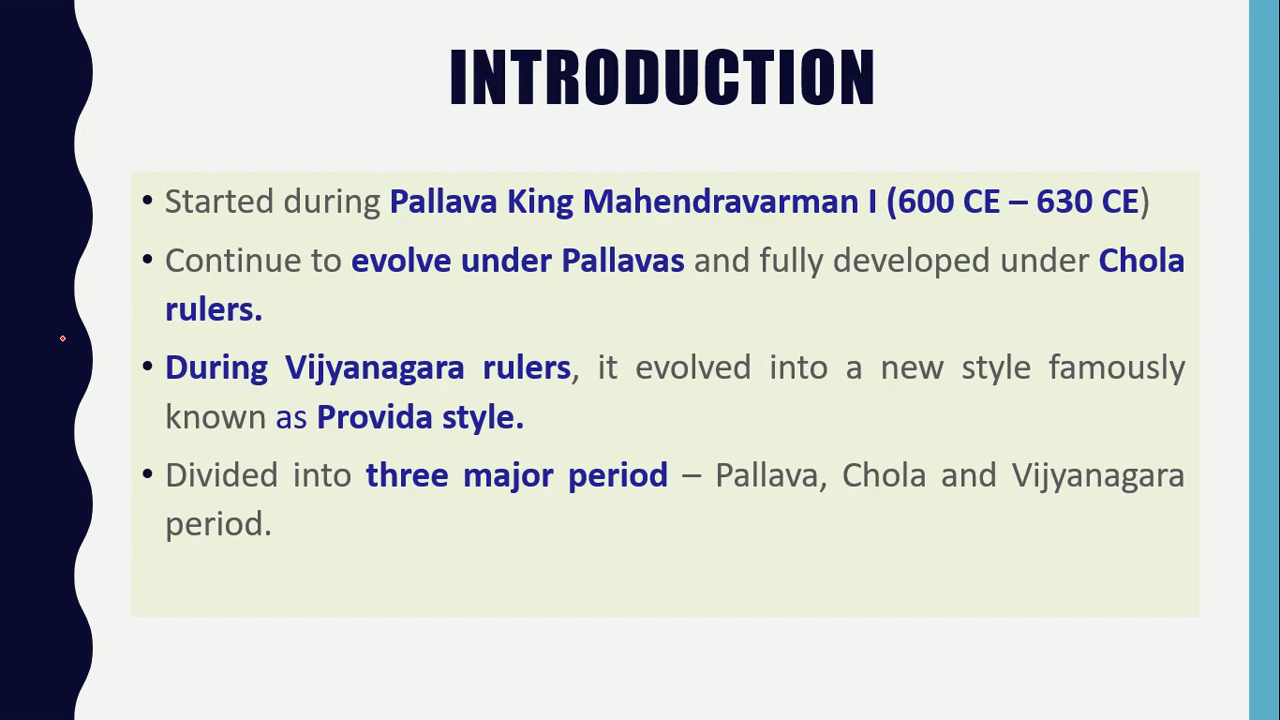 INTRODUCTION
• Started during Pallava King Mahendravarman I (600 CE – 630 CE)
• Continue to evolve under Pallavas and fully developed under Chola
rulers.
• During Vijyanagara rulers, it evolved into a new style famously
known as Provida style.
• Divided into three major period – Pallava, Chola and Vijyanagara
period.